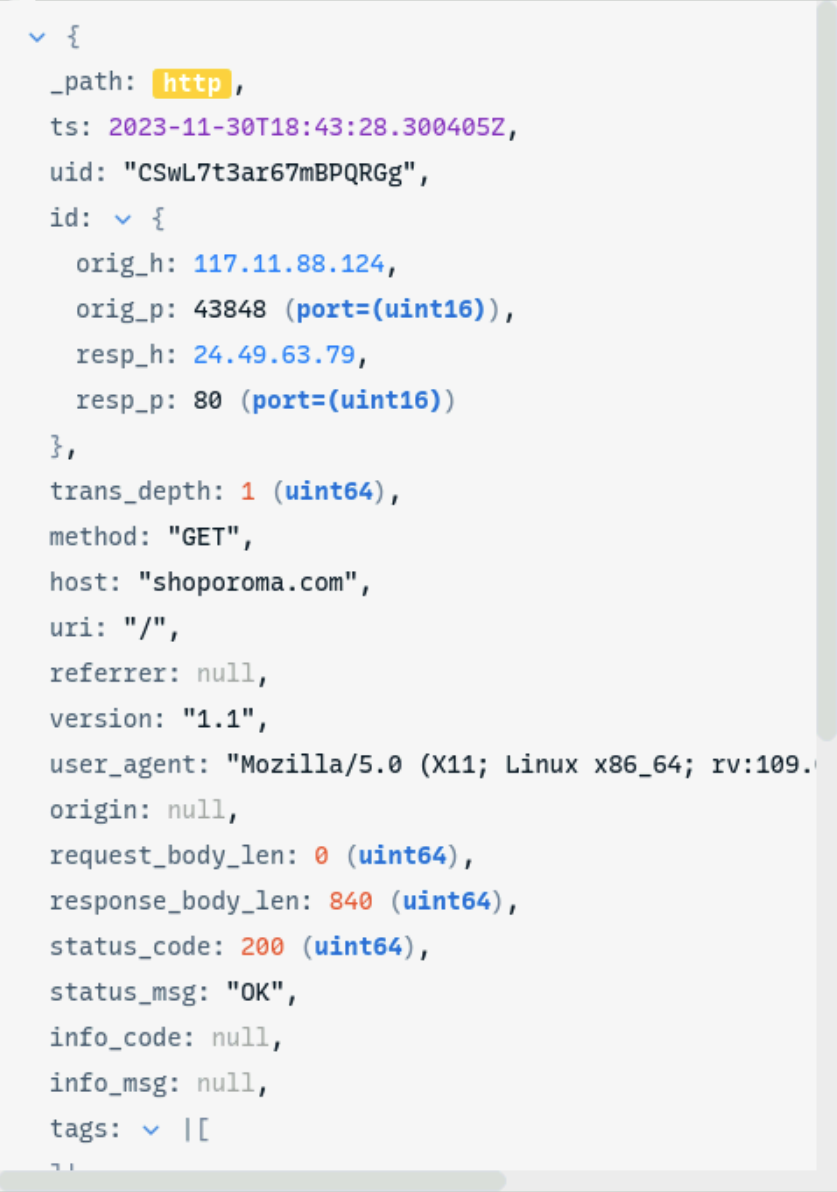 {
_path: http,
ts: 2023-11-30T18:43:28.300405Z,
uid: "CSwL7t3ar67mBPQRGg",
id: {
orig_h: 117.11.88.124,
orig_p: 43848 (port=(uint16)),
resp_h: 24.49.63.79,
resp_p: 80 (port=(uint16))
},
trans_depth: 1 (uint64),
method: "GET",
host: "shoporoma.com",
uri: "/",
referrer: null,
version: "1.1",
user_agent: "Mozilla/5.0 (X11; Linux x86_64; rv:109.
origin: null,
request_body_len: 0 (uint64),
response_body_len: 840 (uint64),
status_code: 200 (uint64),
status_msg: "OK",
info_code: null,
info_msg: null,
tags: |[